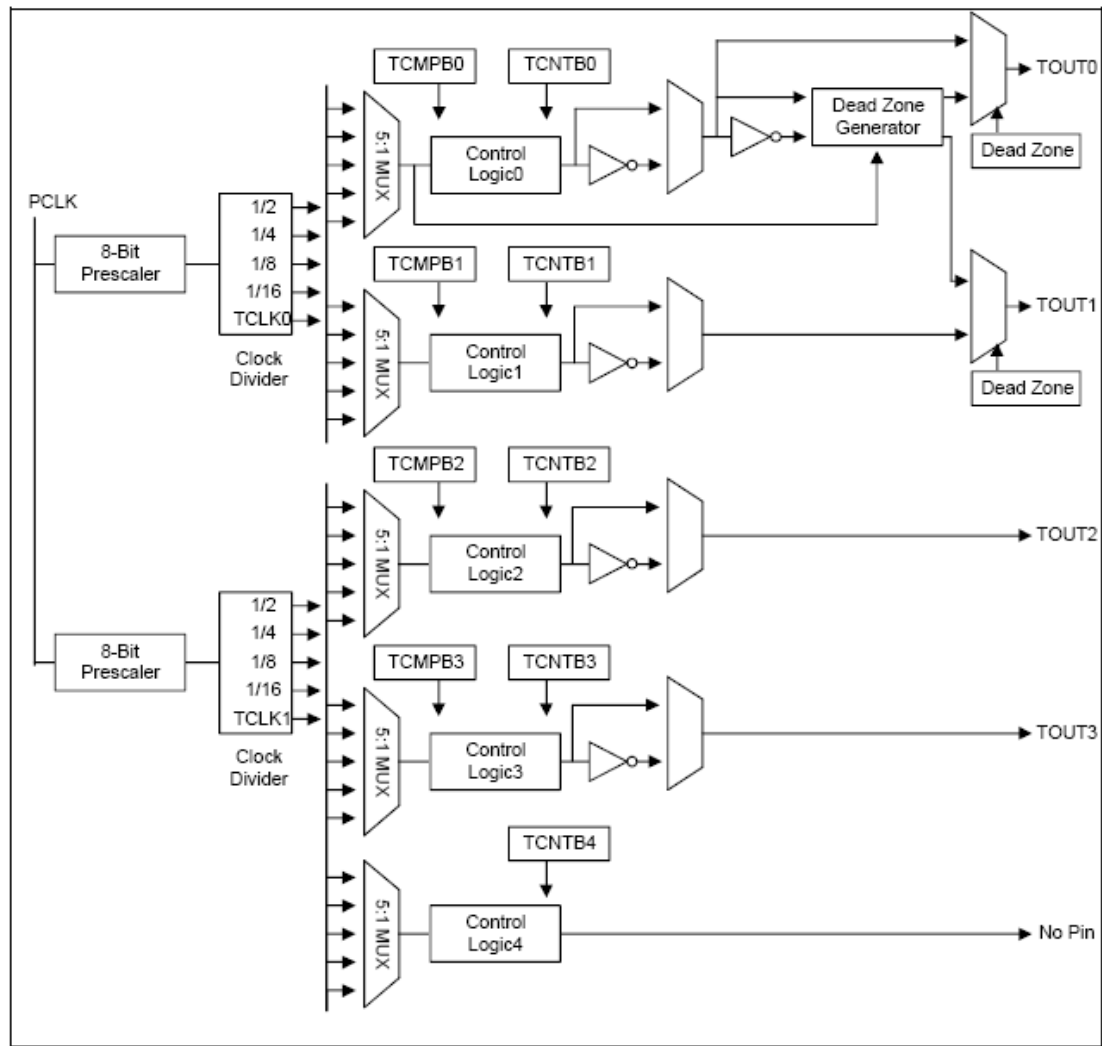 TCMPB0
TCNTB0
TOUT0
5:1 MUX
Control
Logic0
Dead Zone
Generator
Dead Zone
PCLK
8-Bit
Prescaler
1/2
1/4
1/8
1/16
TCLK0
Clock
Divider
TCMPB1
TCNTB1
5:1 MUX
Control
Logic1
TOUT1
Dead Zone
TCMPB2
TCNTB2
5:1 MUX
Control
Logic2
TOUT2
8-Bit
Prescaler
1/2
1/4
1/8
1/16
TCLK1
Clock
Divider
TCMPB3
TCNTB3
5:1 MUX
Control
Logic3
TOUT3
TCNTB4
5:1 MUX
Control
Logic4
No Pin